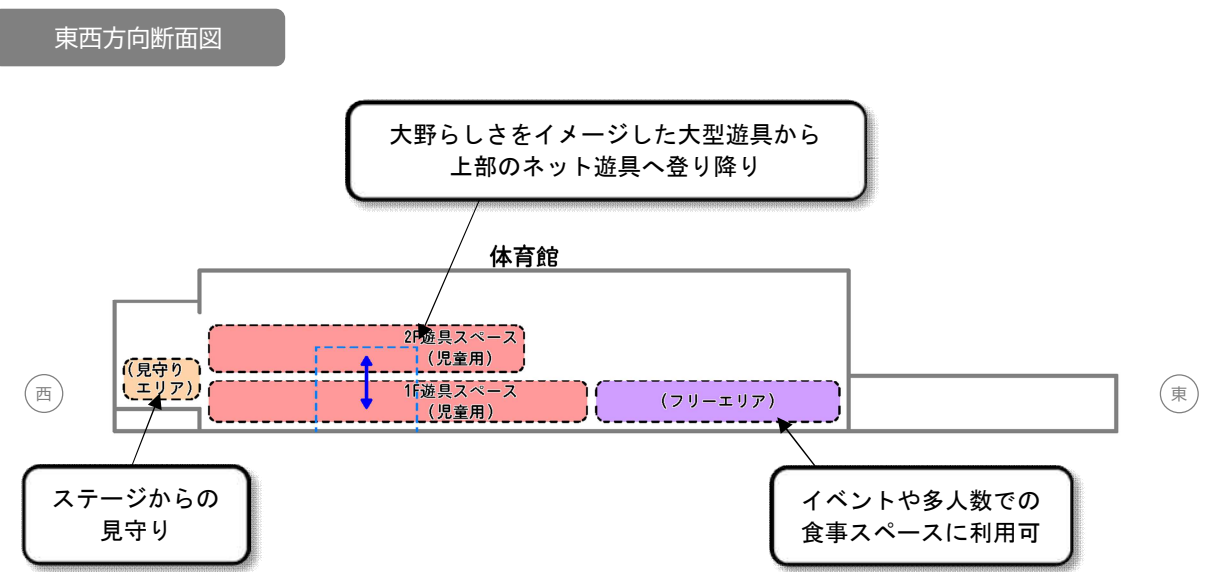 東西方向断面図
大野らしさをイメージした大型遊具から
上部のネット遊具へ登り降り
体育館
2F遊具スペース
（児童用）
（見守り
エリア）
1F遊具スペース
（児童用）
（フリーエリア）
西
東
ステージからの
見守り
イベントや多人数での
食事スペースに利用可